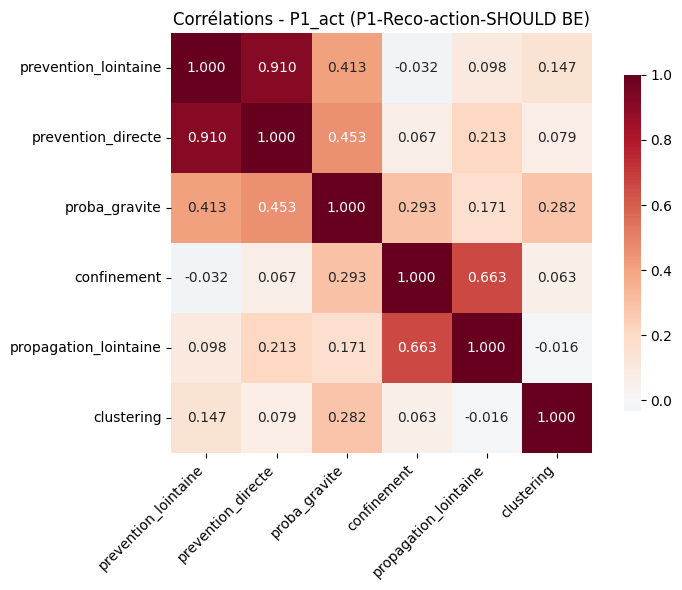 Corrélations - P1_act (P1-Reco-action-SHOULD BE)
prevention_lointaine 1.000 0.910 0.413 -0.032 0.098 0.147
prevention_directe 0.910 1.000 0.453 0.067 0.213 0.079
proba_gravite 0.413 0.453 1.000 0.293 0.171 0.282
confinement -0.032 0.067 0.293 1.000 0.663 0.063
propagation_lointaine 0.098 0.213 0.171 0.663 1.000 -0.016
clustering 0.147 0.079 0.282 0.063 -0.016 1.000
prevention_lointaine
prevention_directe
proba_gravite
confinement
propagation_lointaine
clustering
1.0
0.8
0.6
0.4
0.2
0.0